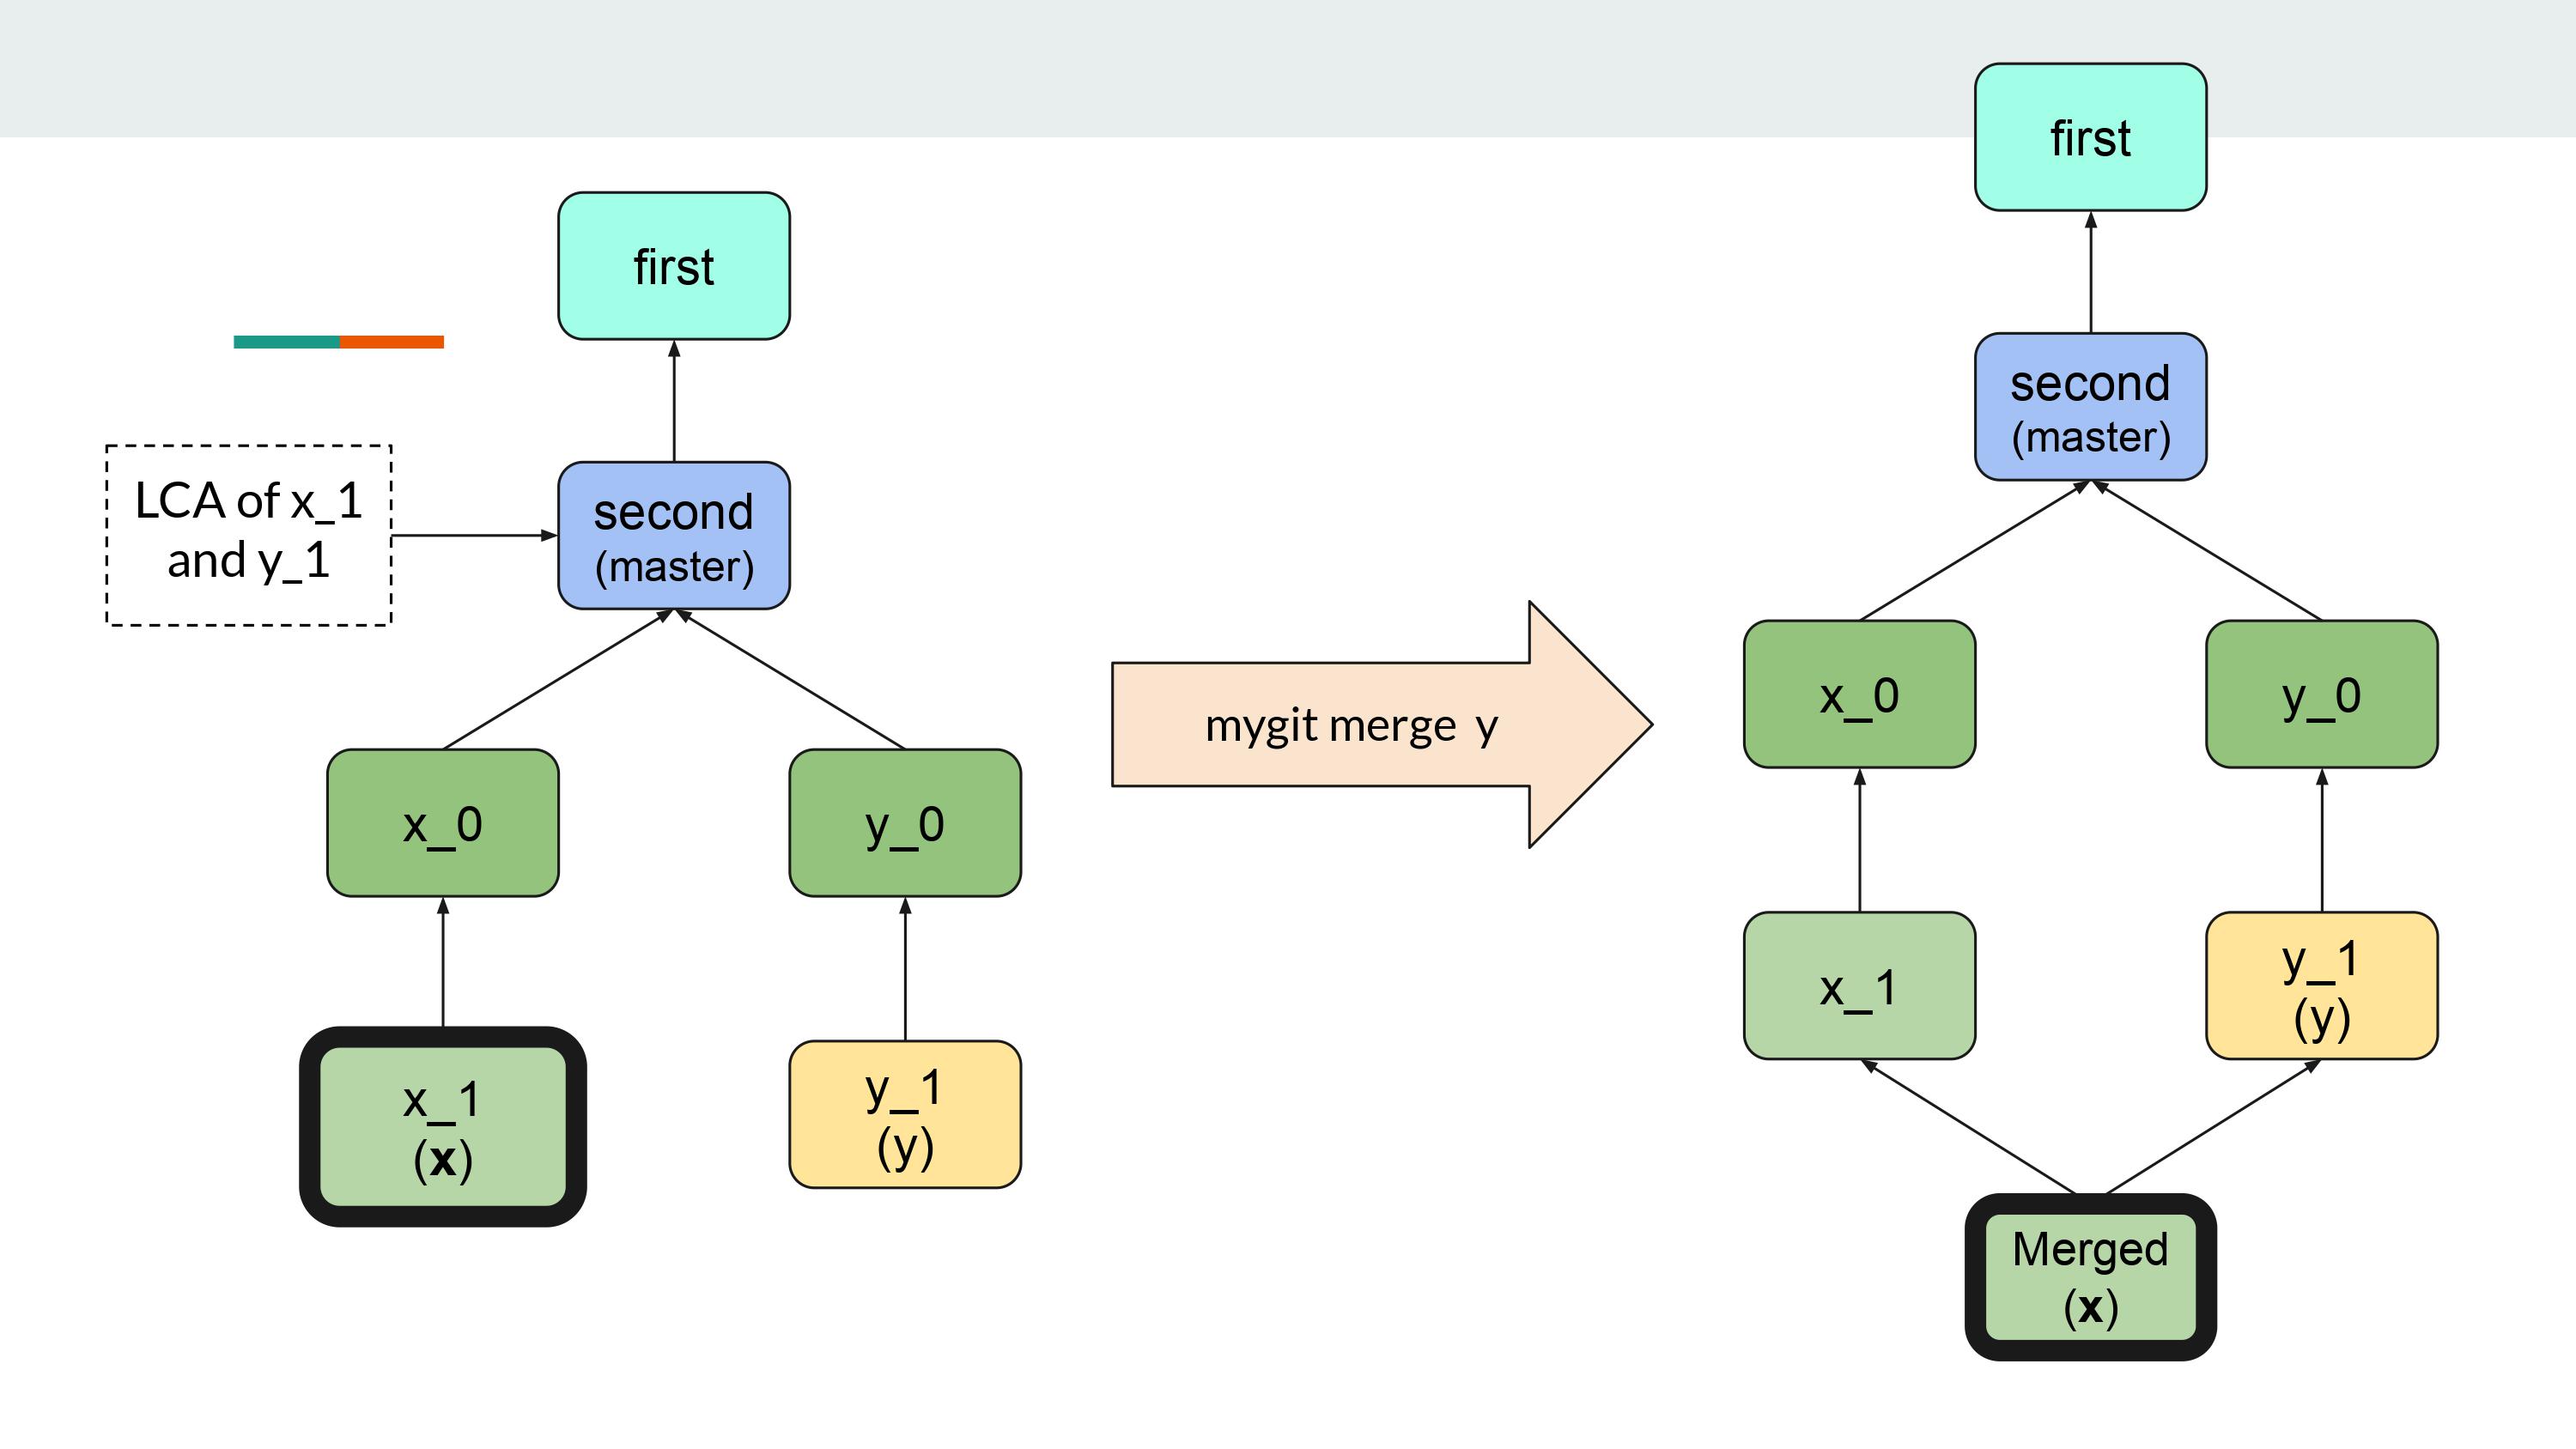 first
second
(master)
LCA of x_1
and y_1
x_0
y_0
x_1
(x)
y_1
(y)
mygit merge y
first
second
(master)
x_0
y_0
x_1
y_1
(y)
Merged
(x)